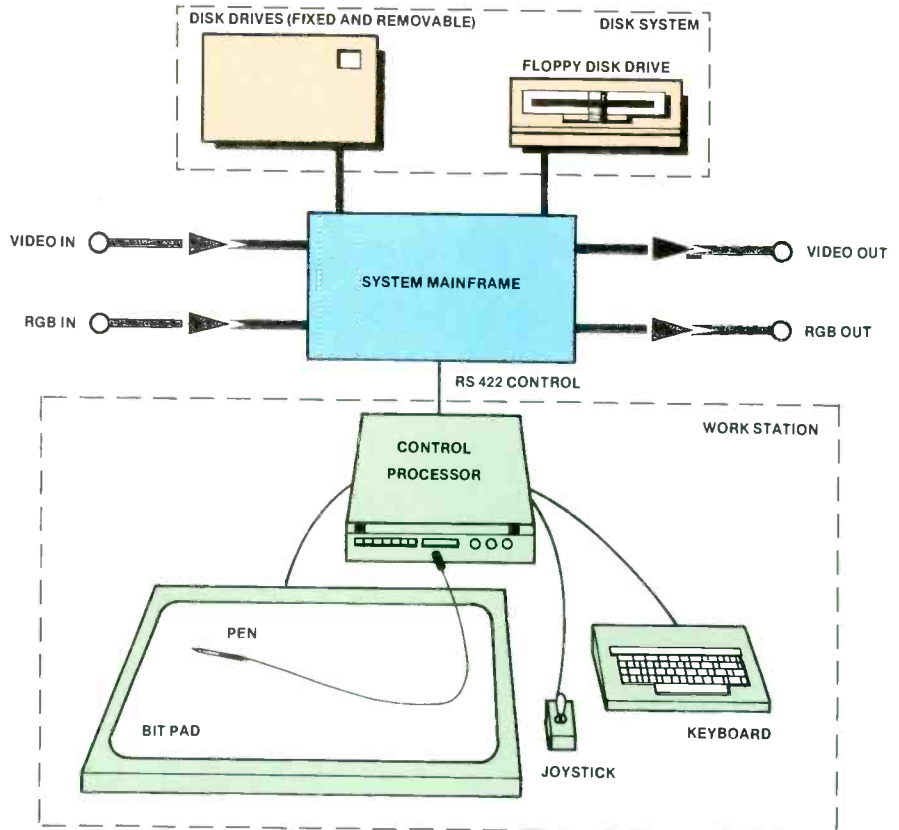 DISK DRIVES (FIXED AND REMOVABLE)
DISK SYSTEM
FLOPPY DISK DRIVE
VIDEO IN
SYSTEM MAINFRAME
VIDEO OUT
RGB IN
RGB OUT
RS 422 CONTROL
WORK STATION
CONTROL
PROCESSOR
PEN
BIT PAD
JOYSTICK
KEYBOARD